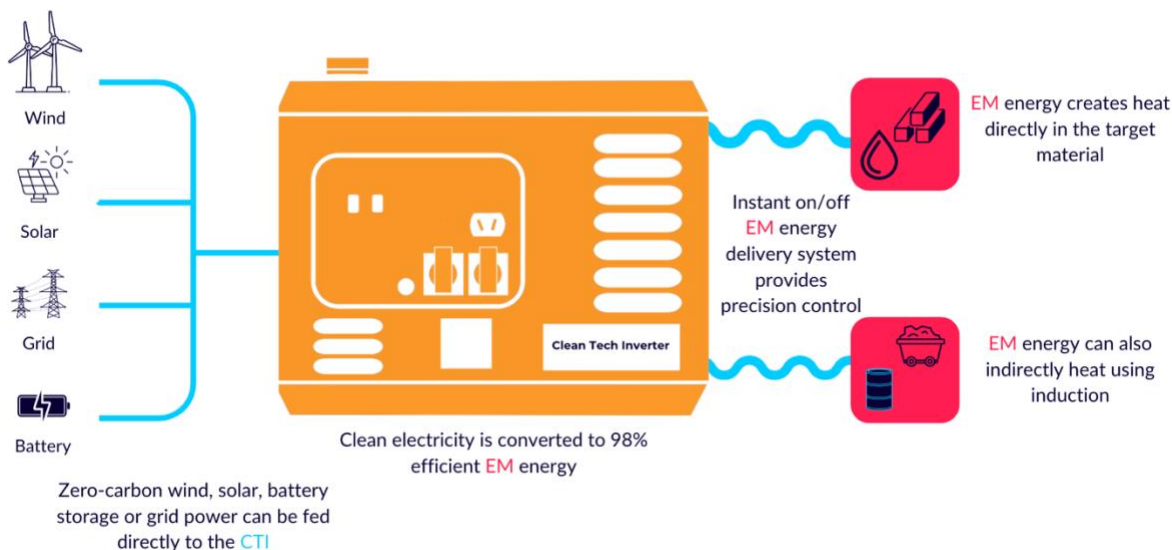 Wind
Solar
Grid
Battery
Zero-carbon wind, solar, battery
storage or grid power can be fed
directly to the CTI
Clean Tech Inverter
Clean electricity is converted to 98%
efficient EM energy
Instant on/off
EM energy
delivery system
provides
precision control
EM energy creates heat
directly in the target
material
EM energy can also
indirectly heat using
induction